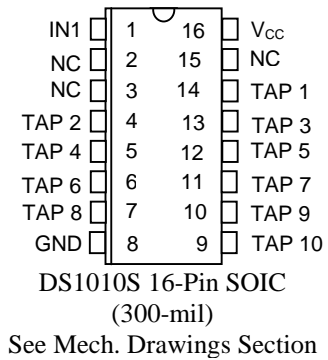 IN1 1 16 VCC
NC 2 15 NC
NC 3 14 TAP 1
TAP 2 4 13 TAP 3
TAP 4 5 12 TAP 5
TAP 6 6 11 TAP 7
TAP 8 7 10 TAP 9
GND 8 9 TAP 10
DS1010S 16-Pin SOIC
(300-mil)
See Mech. Drawings Section